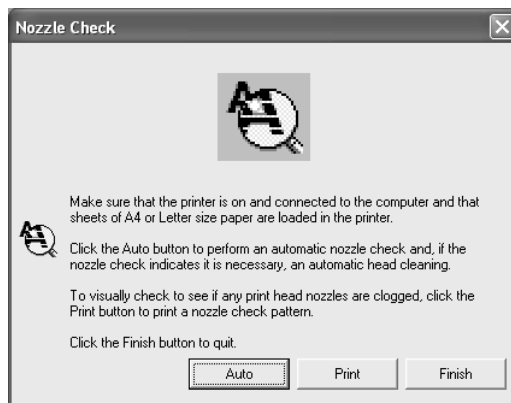 Nozzle Check
Make sure that the printer is on and connected to the computer and that
sheets of A4 or Letter size paper are loaded in the printer.
Click the Auto button to perform an automatic nozzle check and, if the
nozzle check indicates it is necessary, an automatic head cleaning.
To visually check to see if any print head nozzles are clogged, click the
Print button to print a nozzle check pattern.
Click the Finish button to quit.
Auto Print Finish